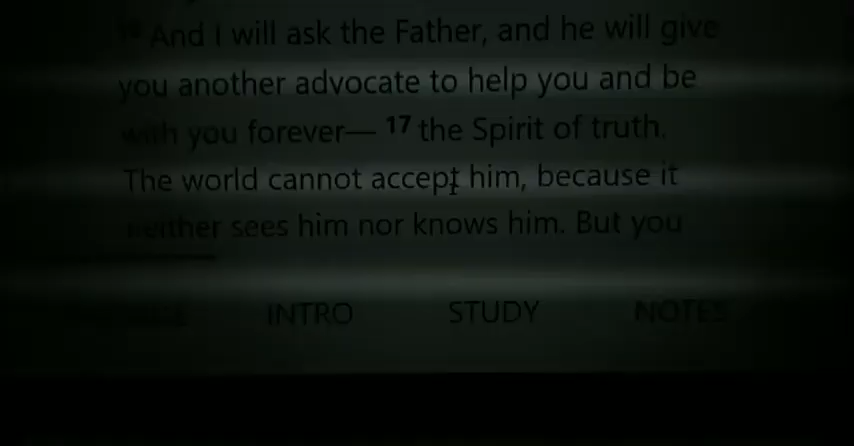 16 And I will ask the Father, and he will give
you another advocate to help you and be
with you forever— 17 the Spirit of truth.
The world cannot accept him, because it
neither sees him nor knows him. But you
INTRO STUDY NOTES